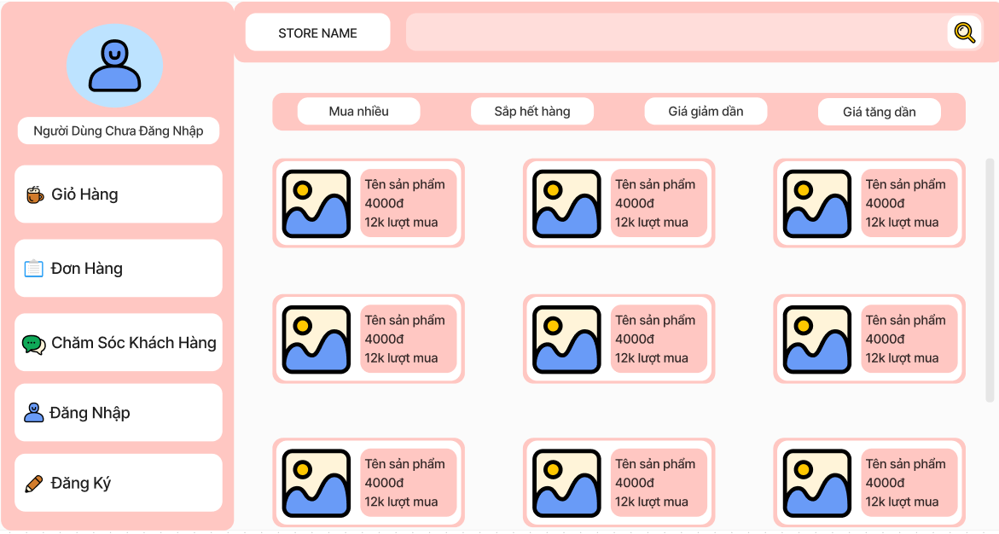 STORE NAME
Người Dùng Chưa Đăng Nhập
Giỏ Hàng
Đơn Hàng
Chăm Sóc Khách Hàng
Đăng Nhập
Đăng Ký
Mua nhiều
Sắp hết hàng
Giá giảm dần
Giá tăng dần
Tên sản phẩm
4000đ
12k lượt mua
Tên sản phẩm
4000đ
12k lượt mua
Tên sản phẩm
4000đ
12k lượt mua
Tên sản phẩm
4000đ
12k lượt mua
Tên sản phẩm
4000đ
12k lượt mua
Tên sản phẩm
4000đ
12k lượt mua
Tên sản phẩm
4000đ
12k lượt mua
Tên sản phẩm
4000đ
12k lượt mua
Tên sản phẩm
4000đ
12k lượt mua